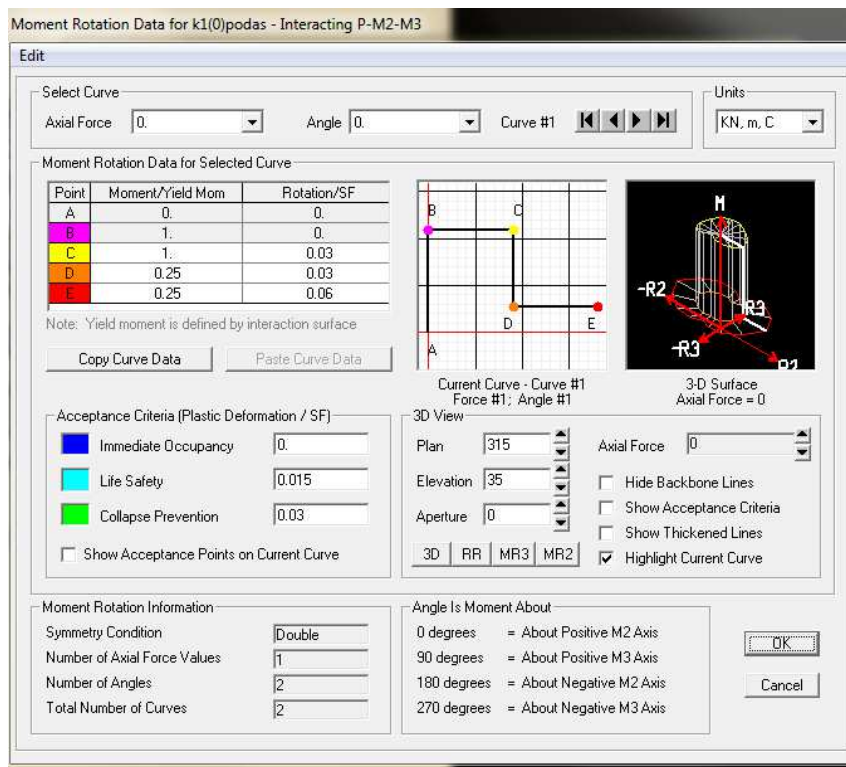 Moment Rotation Data for k1(0)podas - Interacting P-M2-M3
Edit
Select Curve
Axial Force 0. Angle 0. Curve #1
Units
KN, m, C
Moment Rotation Data for Selected Curve
Point Moment/Yield Mom Rotation/SF
A 0. 0.
B 1. 0.
C 1. 0.03
D 0.25 0.03
E 0.25 0.06
Note: Yield moment is defined by interaction surface
Copy Curve Data Paste Curve Data
B C
D E
A
Current Curve - Curve #1
Force #1; Angle #1
M
-R2
R3
-R3
R2
3-D Surface
Axial Force = 0
Acceptance Criteria (Plastic Deformation / SF)
Immediate Occupancy 0.
Life Safety 0.015
Collapse Prevention 0.03
Show Acceptance Points on Current Curve
3D View
Plan 315 Axial Force 0
Elevation 35 Hide Backbone Lines
Aperture 0 Show Acceptance Criteria
Show Thickened Lines
3D RR MR3 MR2 Highlight Current Curve
Moment Rotation Information
Symmetry Condition Double
Number of Axial Force Values 1
Number of Angles 2
Total Number of Curves 2
Angle Is Moment About
0 degrees = About Positive M2 Axis
90 degrees = About Positive M3 Axis
180 degrees = About Negative M2 Axis
270 degrees = About Negative M3 Axis
OK
Cancel